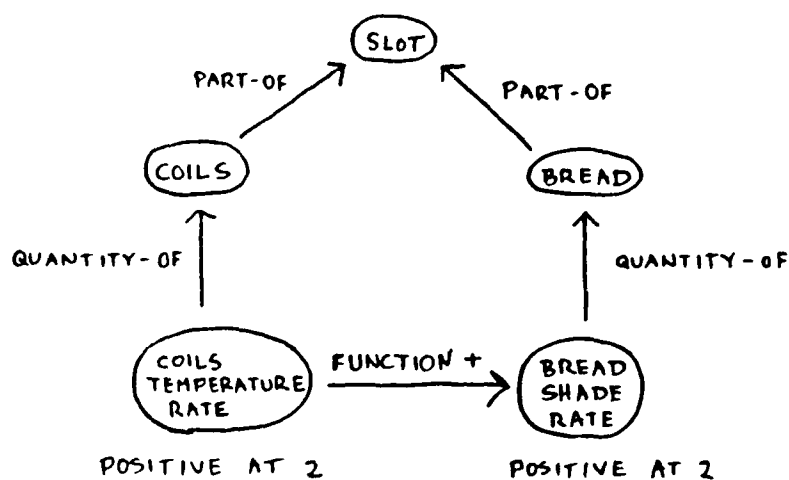 SLOT
PART-OF
PART-OF
COILS
BREAD
QUANTITY-OF
QUANTITY-OF
COILS
TEMPERATURE
RATE
FUNCTION +
BREAD
SHADE
RATE
POSITIVE AT 2
POSITIVE AT 2